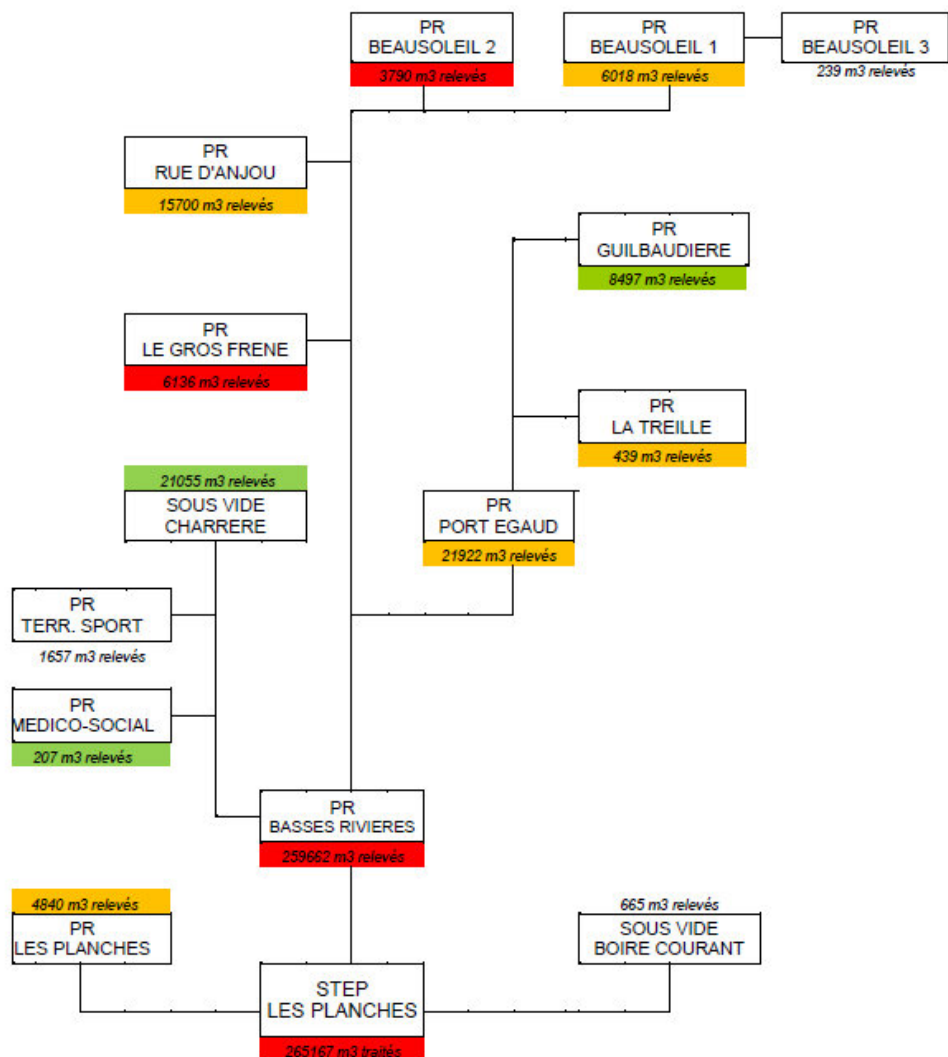 PR
BEAUSOLEIL 2
3790 m3 relevés
PR
BEAUSOLEIL 1
6018 m3 relevés
PR
BEAUSOLEIL 3
239 m3 relevés
PR
RUE D'ANJOU
15700 m3 relevés
PR
GUILBAUDIERE
8497 m3 relevés
PR
LE GROS FRENE
6136 m3 relevés
PR
LA TREILLE
439 m3 relevés
21055 m3 relevés
SOUS VIDE
CHARRERE
PR
PORT EGAUD
21922 m3 relevés
PR
TERR. SPORT
1657 m3 relevés
PR
MEDICO-SOCIAL
207 m3 relevés
PR
BASSES RIVIERES
259662 m3 relevés
4840 m3 relevés
PR
LES PLANCHES
665 m3 relevés
SOUS VIDE
BOIRE COURANT
STEP
LES PLANCHES
265167 m3 traités